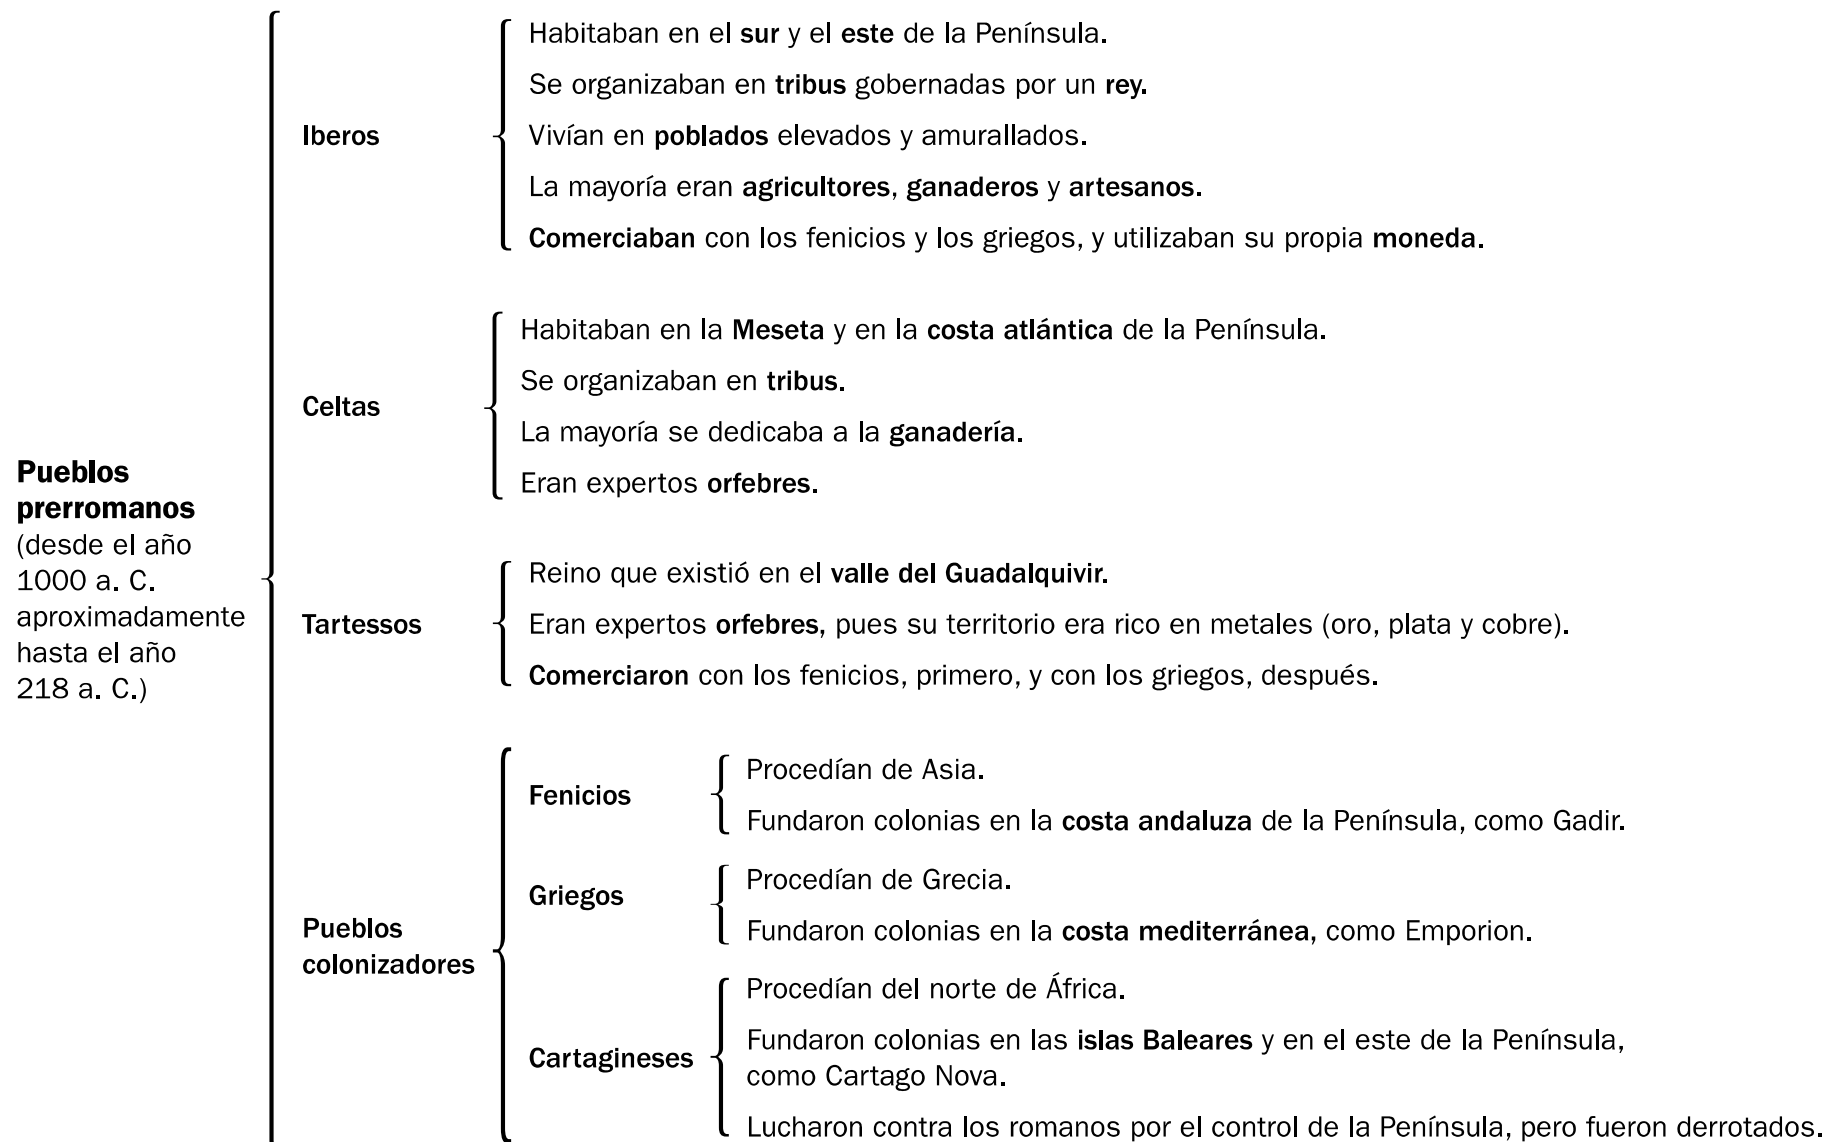 Pueblos
prerromanos
(desde el año
1000 a. C.
aproximadamente
hasta el año
218 a. C.)
Iberos
Habitaban en el sur y el este de la Península.
Se organizaban en tribus gobernadas por un rey.
Vivían en poblados elevados y amurallados.
La mayoría eran agricultores, ganaderos y artesanos.
Comerciaban con los fenicios y los griegos, y utilizaban su propia moneda.
Celtas
Habitaban en la Meseta y en la costa atlántica de la Península.
Se organizaban en tribus.
La mayoría se dedicaba a la ganadería.
Eran expertos orfebres.
Tartessos
Reino que existió en el valle del Guadalquivir.
Eran expertos orfebres, pues su territorio era rico en metales (oro, plata y cobre).
Comerciaron con los fenicios, primero, y con los griegos, después.
Pueblos
colonizadores
Fenicios
Procedían de Asia.
Fundaron colonias en la costa andaluza de la Península, como Gadir.
Griegos
Procedían de Grecia.
Fundaron colonias en la costa mediterránea, como Emporion.
Cartagineses
Procedían del norte de África.
Fundaron colonias en las islas Baleares y en el este de la Península,
como Cartago Nova.
Lucharon contra los romanos por el control de la Península, pero fueron derrotados.